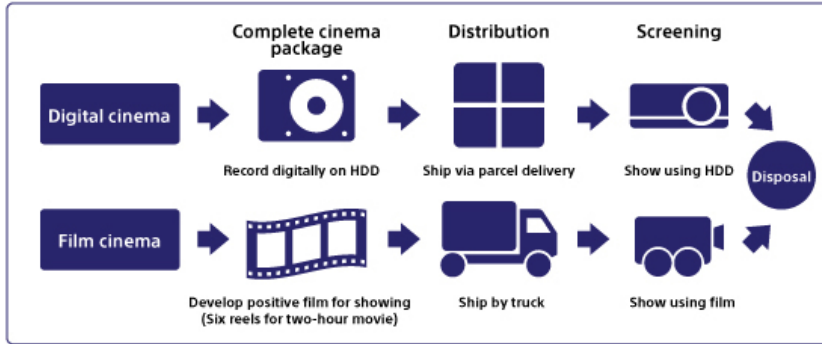 Complete cinema
package
Distribution
Screening
Digital cinema
Record digitally on HDD
Ship via parcel delivery
Show using HDD
Disposal
Film cinema
Develop positive film for showing
(Six reels for two-hour movie)
Ship by truck
Show using film